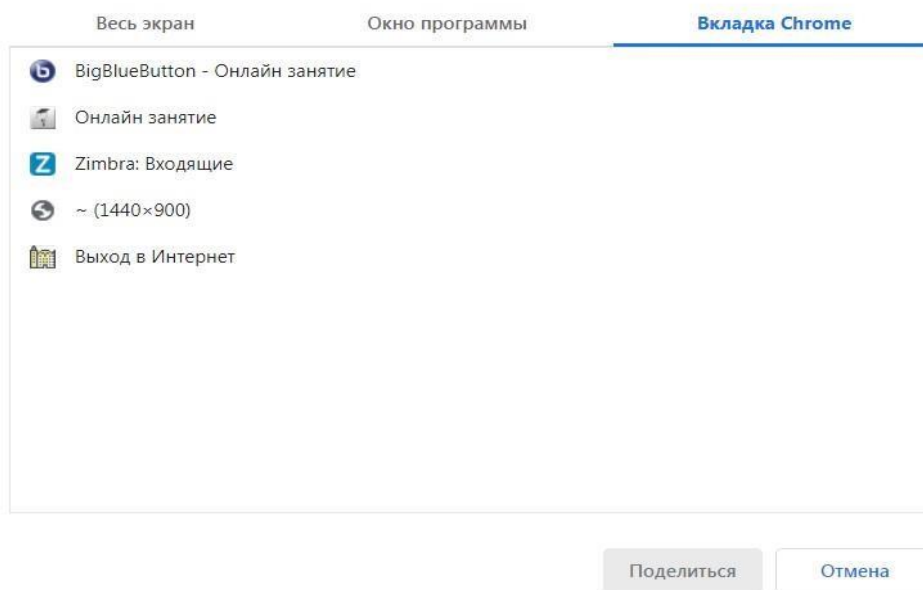 Весь экран Окно программы Вкладка Chrome
BigBlueButton - Онлайн занятие
Онлайн занятие
Zimbra: Входящие
~ (1440×900)
Выход в Интернет
Поделиться Отмена